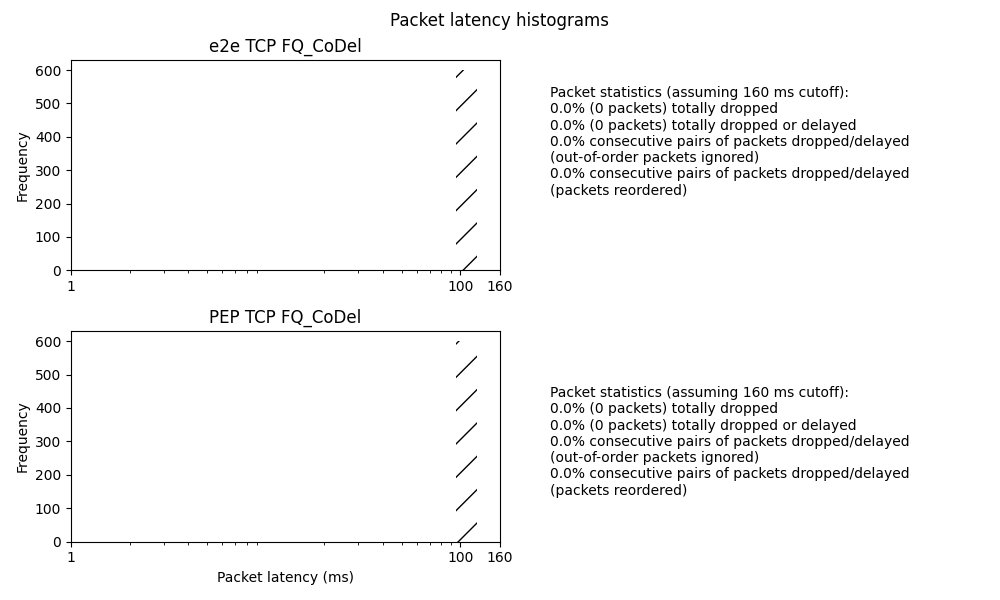 Packet latency histograms
e2e TCP FQ_CoDel
600
500
400
300
200
100
0
Frequency
1
100
160
Packet statistics (assuming 160 ms cutoff):
0.0% (0 packets) totally dropped
0.0% (0 packets) totally dropped or delayed
0.0% consecutive pairs of packets dropped/delayed
(out-of-order packets ignored)
0.0% consecutive pairs of packets dropped/delayed
(packets reordered)
PEP TCP FQ_CoDel
600
500
400
300
200
100
0
Frequency
1
100
160
Packet latency (ms)
Packet statistics (assuming 160 ms cutoff):
0.0% (0 packets) totally dropped
0.0% (0 packets) totally dropped or delayed
0.0% consecutive pairs of packets dropped/delayed
(out-of-order packets ignored)
0.0% consecutive pairs of packets dropped/delayed
(packets reordered)